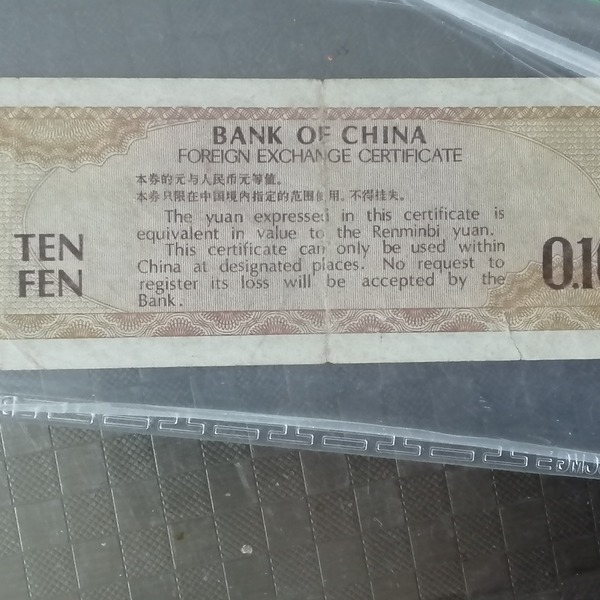 BANK OF CHINA
FOREIGN EXCHANGE CERTIFICATE
本券的元与人民币元等值。
本券只限在中国境内指定的范围使用。不得挂失。
The yuan expressed in this certificate is
equivalent in value to the Renminbi yuan.
This certificate can only be used within
China at designated places. No request to
register its loss will be accepted by the
Bank.
TEN
FEN
0.10